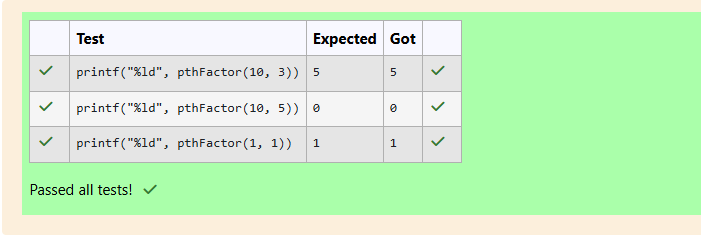 Test Expected Got
printf("%ld", pthFactor(10, 3)) 5 5
printf("%ld", pthFactor(10, 5)) 0 0
printf("%ld", pthFactor(1, 1)) 1 1
Passed all tests!